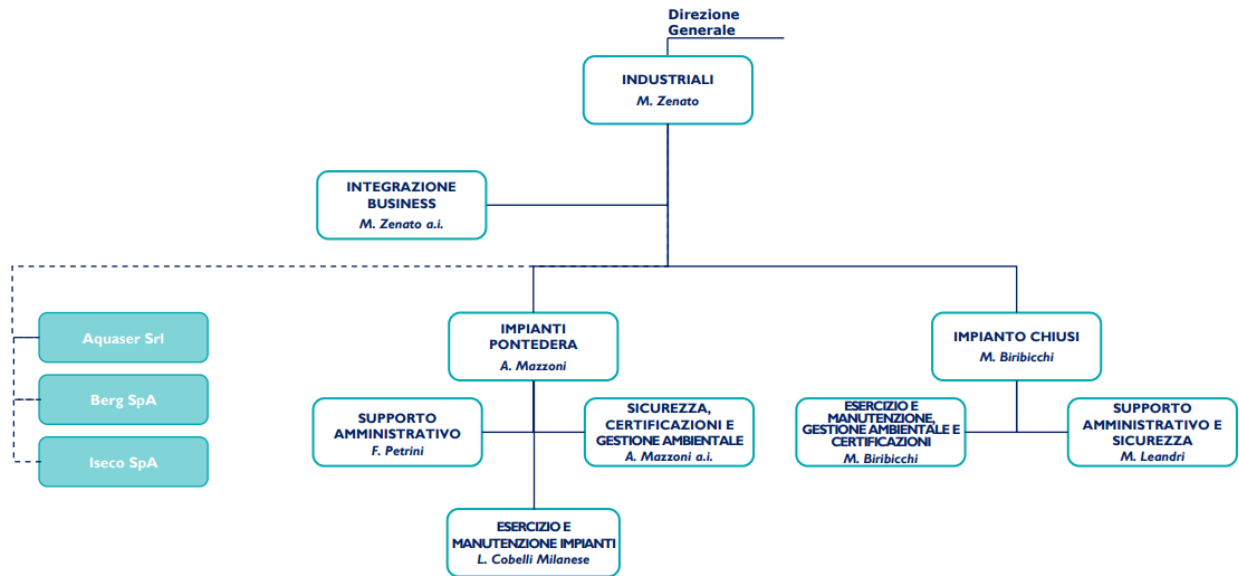 Direzione
Generale
INDUSTRIALI
M. Zenato
INTEGRAZIONE
BUSINESS
M. Zenato a.i.
Aquaser Srl
Berg SpA
Iseco SpA
IMPIANTI
PONTEDERA
A. Mazzoni
SUPPORTO
AMMINISTRATIVO
F. Petrini
SICUREZZA,
CERTIFICAZIONI E
GESTIONE AMBIENTALE
A. Mazzoni a.i.
ESERCIZIO E
MANUTENZIONE IMPIANTI
L. Cobelli Milanese
IMPIANTO CHIUSI
M. Biribicchi
ESERCIZIO E
MANUTENZIONE,
GESTIONE AMBIENTALE E
CERTIFICAZIONI
M. Biribicchi
SUPPORTO
AMMINISTRATIVO E
SICUREZZA
M. Leandri